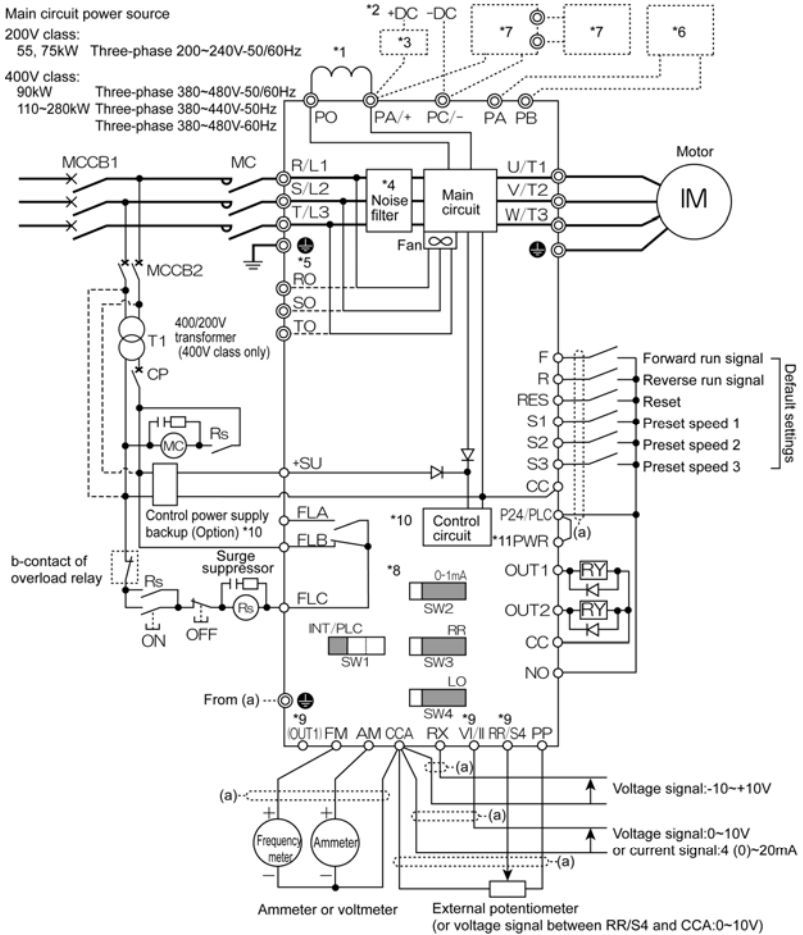 Main circuit power source
200V class:
55, 75kW Three-phase 200~240V-50/60Hz
400V class:
90kW Three-phase 380~480V-50/60Hz
110~280kW Three-phase 380~440V-50Hz
Three-phase 380~480V-60Hz
*2 +DC -DC
*3
*7
*7
*6
*1
PO
PA/+
PC/-
PA
PB
MCCB1
MC
R/L1
S/L2
T/L3
*4
Noise
filter
Main
circuit
Fan
U/T1
V/T2
W/T3
Motor
IM
*5
RO
SO
TO
MCCB2
T1
400/200V
transformer
(400V class only)
CP
MC
Rs
F
R
RES
S1
S2
S3
CC
Forward run signal
Reverse run signal
Reset
Preset speed 1
Preset speed 2
Preset speed 3
Default settings
+SU
Control power supply
backup (Option) *10
FLA
FLB
FLC
*10
Control
circuit
P24/PLC
*11PWR
(a)
b-contact of
overload relay
Surge
suppressor
Rs
Rs
ON
OFF
*8
0-1mA
SW2
INT/PLC
SW1
RR
SW3
LO
SW4
OUT1
RY
OUT2
RY
CC
NO
From (a)
*9
*9
*9
(OUT1)
FM
AM
CCA
RX
VI/II
RR/S4
PP
(a)
(a)
(a)
(a)
+
+
Frequency
meter
Ammeter
−
−
Voltage signal:-10~+10V
Voltage signal:0~10V
or current signal:4 (0)~20mA
Ammeter or voltmeter
External potentiometer
(or voltage signal between RR/S4 and CCA:0~10V)